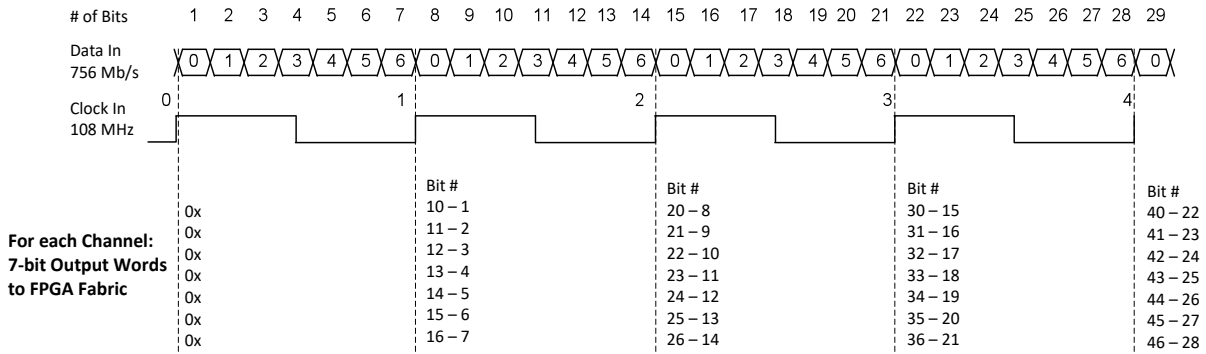 # of Bits 1 2 3 4 5 6 7 8 9 10 11 12 13 14 15 16 17 18 19 20 21 22 23 24 25 26 27 28 29
Data In
756 Mb/s
0 1 2 3 4 5 6 0 1 2 3 4 5 6 0 1 2 3 4 5 6 0 1 2 3 4 5 6 0
Clock In
108 MHz
0 1 2 3 4
For each Channel:
7-bit Output Words
to FPGA Fabric
0x
0x
0x
0x
0x
0x
0x
Bit #
10 – 1
11 – 2
12 – 3
13 – 4
14 – 5
15 – 6
16 – 7
Bit #
20 – 8
21 – 9
22 – 10
23 – 11
24 – 12
25 – 13
26 – 14
Bit #
30 – 15
31 – 16
32 – 17
33 – 18
34 – 19
35 – 20
36 – 21
Bit #
40 – 22
41 – 23
42 – 24
43 – 25
44 – 26
45 – 27
46 – 28